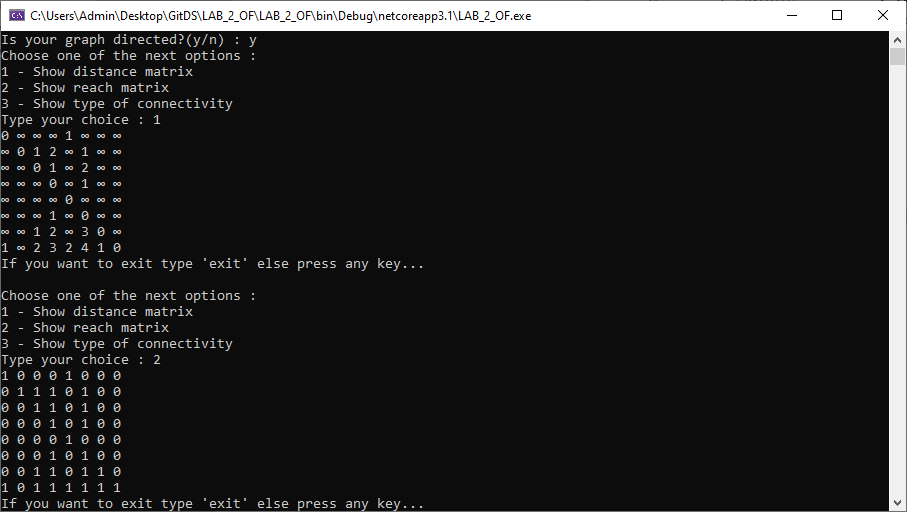 C:\Users\Admin\Desktop\GitDS\LAB_2_OF\LAB_2_OF\bin\Debug\netcoreapp3.1\LAB_2_OF.exe
Is your graph directed?(y/n) : y
Choose one of the next options :
1 - Show distance matrix
2 - Show reach matrix
3 - Show type of connectivity
Type your choice : 1
0 ∞ ∞ ∞ 1 ∞ ∞ ∞
∞ 0 1 2 ∞ 1 ∞ ∞
∞ ∞ 0 1 ∞ 2 ∞ ∞
∞ ∞ ∞ 0 ∞ 1 ∞ ∞
∞ ∞ ∞ ∞ 0 ∞ ∞ ∞
∞ ∞ ∞ 1 ∞ 0 ∞ ∞
∞ ∞ 1 2 ∞ 3 0 ∞
1 ∞ 2 3 2 4 1 0
If you want to exit type 'exit' else press any key...
Choose one of the next options :
1 - Show distance matrix
2 - Show reach matrix
3 - Show type of connectivity
Type your choice : 2
1 0 0 0 1 0 0 0
0 1 1 1 0 1 0 0
0 0 1 1 0 1 0 0
0 0 0 1 0 1 0 0
0 0 0 0 1 0 0 0
0 0 0 1 0 1 0 0
0 0 1 1 0 1 1 0
1 0 1 1 1 1 1 1
If you want to exit type 'exit' else press any key...